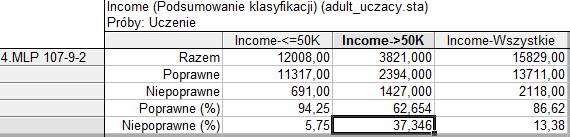 Income (Podsumowanie klasyfikacji) (adult_uczacy.sta)
Próby: Uczenie
Income-<=50K Income->50K Income-Wszystkie
4.MLP 107-9-2 Razem 12008,00 3821,000 15829,00
Poprawne 11317,00 2394,000 13711,00
Niepoprawne 691,00 1427,000 2118,00
Poprawne (%) 94,25 62,654 86,62
Niepoprawne (%) 5,75 37,346 13,38